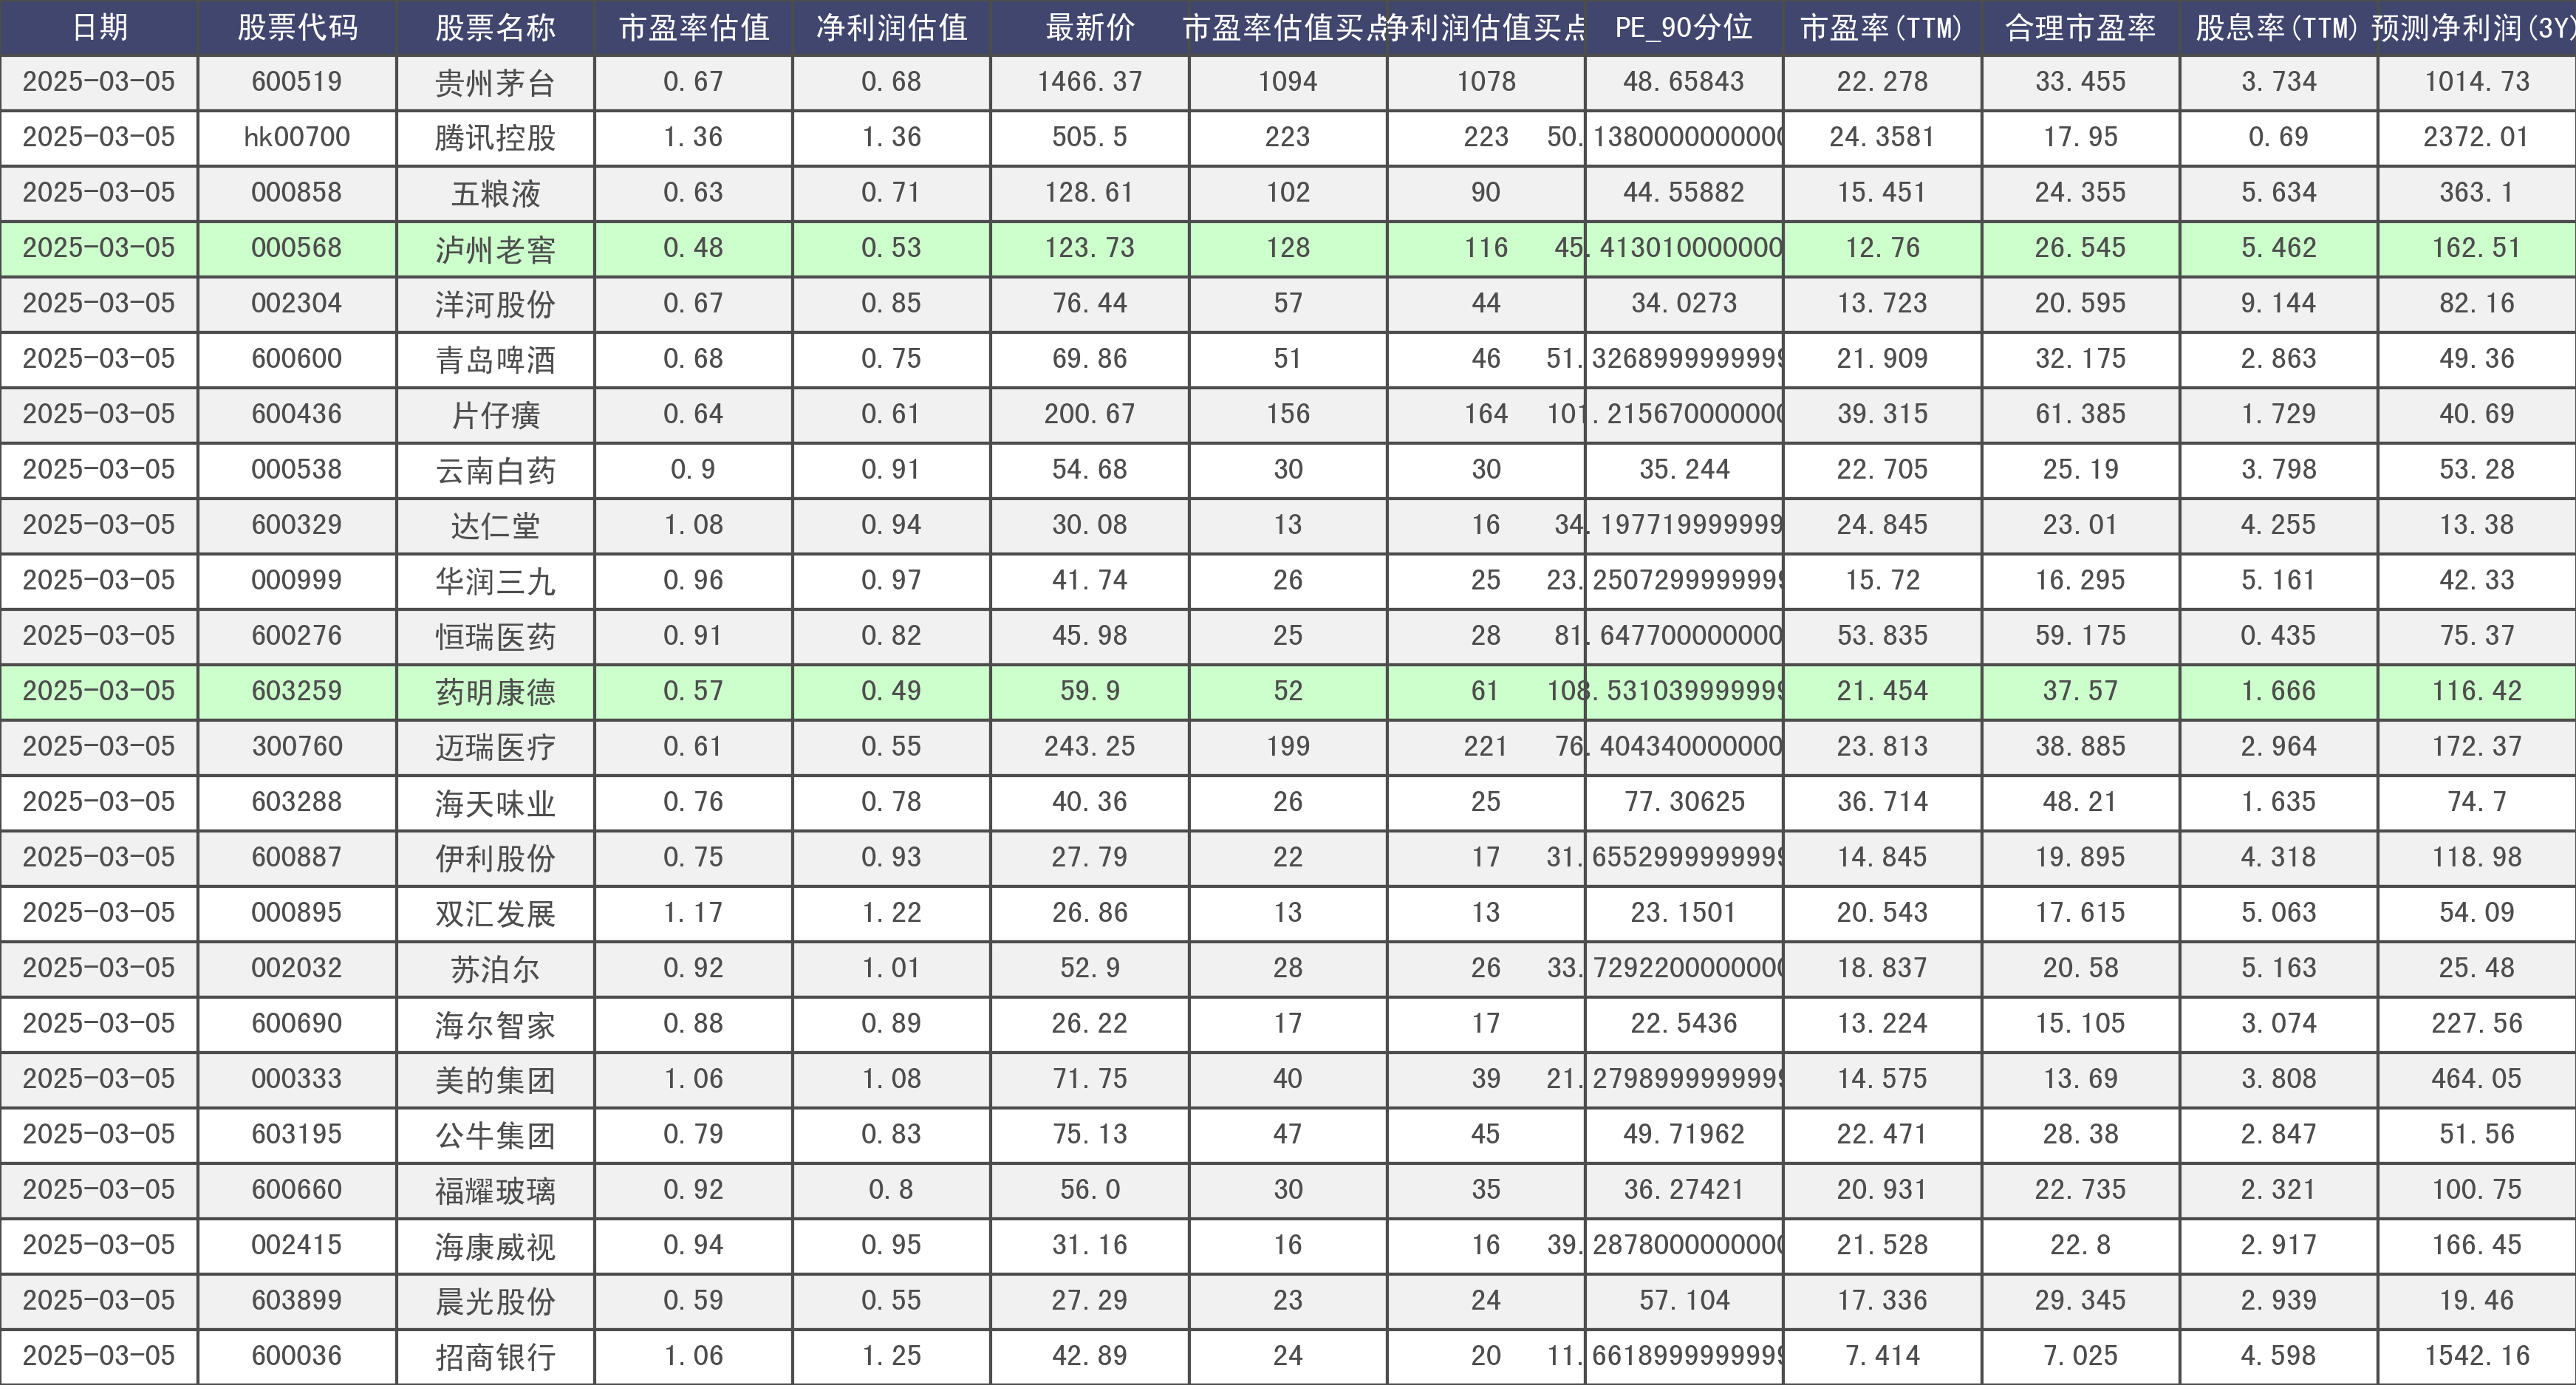 日期 股票代码 股票名称 市盈率估值 净利润估值 最新价 市盈率估值买点 净利润估值买点 PE_90分位 市盈率(TTM) 合理市盈率 股息率(TTM) 预测净利润(3Y)
2025-03-05 600519 贵州茅台 0.67 0.68 1466.37 1094 1078 48.65843 22.278 33.455 3.734 1014.73
2025-03-05 hk00700 腾讯控股 1.36 1.36 505.5 223 223 50.1380000000000 24.3581 17.95 0.69 2372.01
2025-03-05 000858 五粮液 0.63 0.71 128.61 102 90 44.55882 15.451 24.355 5.634 363.1
2025-03-05 000568 泸州老窖 0.48 0.53 123.73 128 116 45.413010000000 12.76 26.545 5.462 162.51
2025-03-05 002304 洋河股份 0.67 0.85 76.44 57 44 34.0273 13.723 20.595 9.144 82.16
2025-03-05 600600 青岛啤酒 0.68 0.75 69.86 51 46 51.3268999999999 21.909 32.175 2.863 49.36
2025-03-05 600436 片仔癀 0.64 0.61 200.67 156 164 101.215670000000 39.315 61.385 1.729 40.69
2025-03-05 000538 云南白药 0.9 0.91 54.68 30 30 35.244 22.705 25.19 3.798 53.28
2025-03-05 600329 达仁堂 1.08 0.94 30.08 13 16 34.197719999999 24.845 23.01 4.255 13.38
2025-03-05 000999 华润三九 0.96 0.97 41.74 26 25 23.2507299999999 15.72 16.295 5.161 42.33
2025-03-05 600276 恒瑞医药 0.91 0.82 45.98 25 28 81.647700000000 53.835 59.175 0.435 75.37
2025-03-05 603259 药明康德 0.57 0.49 59.9 52 61 108.531039999999 21.454 37.57 1.666 116.42
2025-03-05 300760 迈瑞医疗 0.61 0.55 243.25 199 221 76.404340000000 23.813 38.885 2.964 172.37
2025-03-05 603288 海天味业 0.76 0.78 40.36 26 25 77.30625 36.714 48.21 1.635 74.7
2025-03-05 600887 伊利股份 0.75 0.93 27.79 22 17 31.6552999999999 14.845 19.895 4.318 118.98
2025-03-05 000895 双汇发展 1.17 1.22 26.86 13 13 23.1501 20.543 17.615 5.063 54.09
2025-03-05 002032 苏泊尔 0.92 1.01 52.9 28 26 33.7292200000000 18.837 20.58 5.163 25.48
2025-03-05 600690 海尔智家 0.88 0.89 26.22 17 17 22.5436 13.224 15.105 3.074 227.56
2025-03-05 000333 美的集团 1.06 1.08 71.75 40 39 21.2798999999999 14.575 13.69 3.808 464.05
2025-03-05 603195 公牛集团 0.79 0.83 75.13 47 45 49.71962 22.471 28.38 2.847 51.56
2025-03-05 600660 福耀玻璃 0.92 0.8 56.0 30 35 36.27421 20.931 22.735 2.321 100.75
2025-03-05 002415 海康威视 0.94 0.95 31.16 16 16 39.2878000000000 21.528 22.8 2.917 166.45
2025-03-05 603899 晨光股份 0.59 0.55 27.29 23 24 57.104 17.336 29.345 2.939 19.46
2025-03-05 600036 招商银行 1.06 1.25 42.89 24 20 11.6618999999999 7.414 7.025 4.598 1542.16